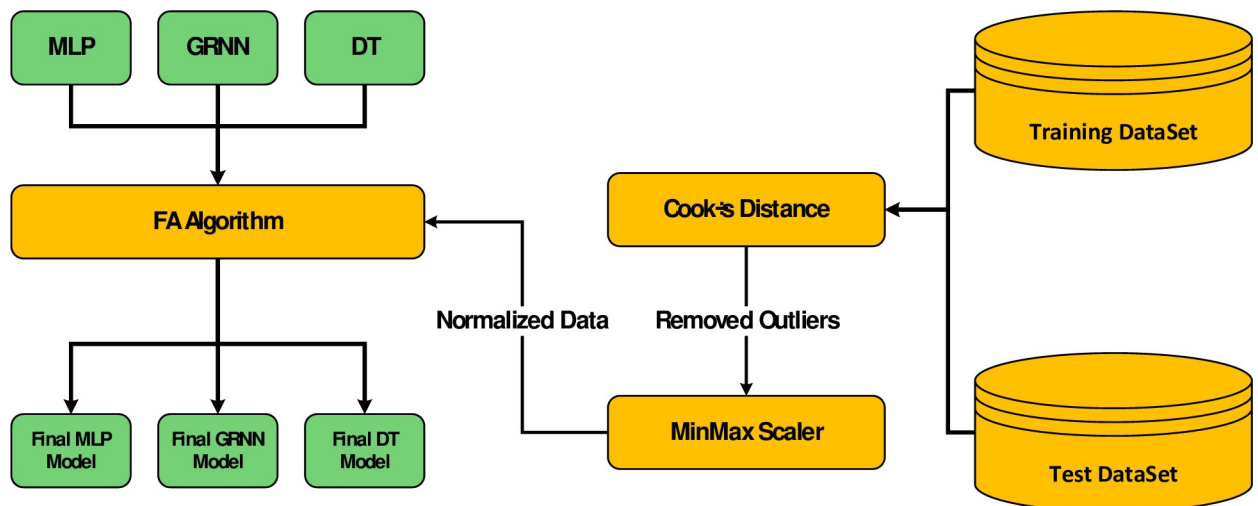 MLP
GRNN
DT
Training DataSet
FA Algorithm
Cook-s Distance
Normalized Data
Removed Outliers
Final MLP
Model
Final GRNN
Model
Final DT
Model
MinMax Scaler
Test DataSet